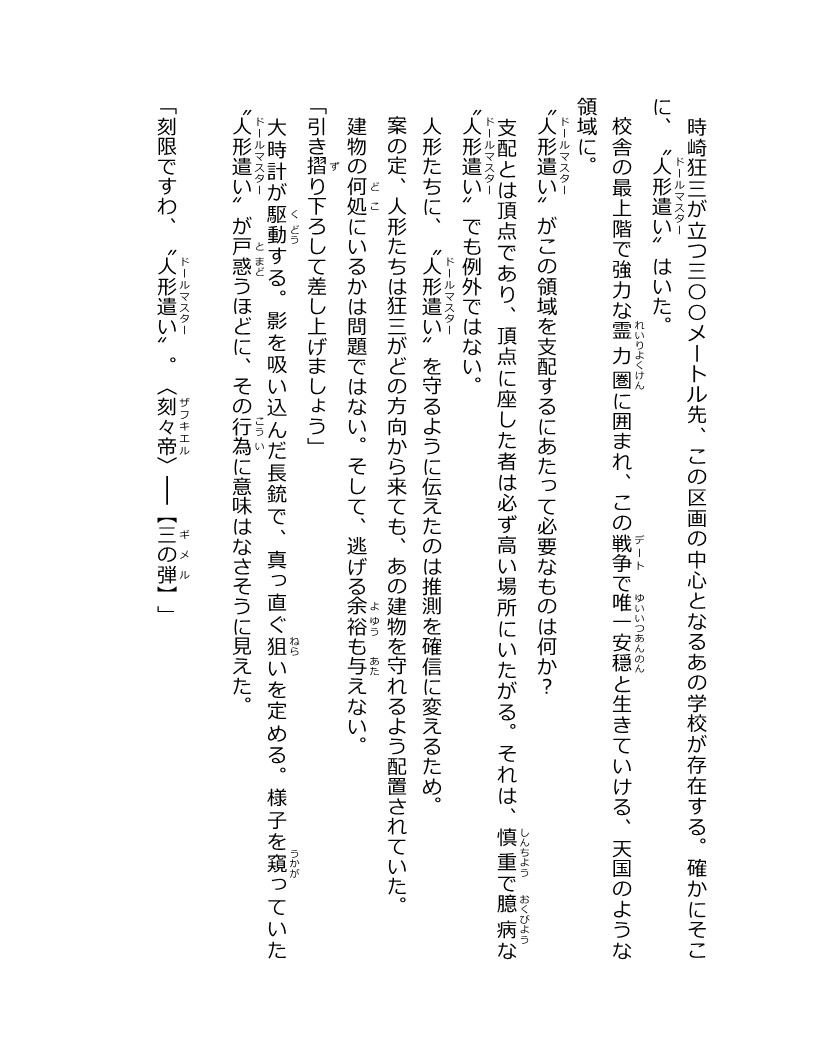 時崎狂三が立つ三〇〇メートル先、この区画の中心となるあの学校が存在する。確かにそこ
に、〝人形遣い〟はいた。
校舎の最上階で強力な霊力圏に囲まれ、この戦争で唯一安穏と生きていける、天国のような
領域に。
〝人形遣い〟がこの領域を支配するにあたって必要なものは何か？
支配とは頂点であり、頂点に座した者は必ず高い場所にいたがる。それは、慎重で臆病な
〝人形遣い〟でも例外ではない。
人形たちに、〝人形遣い〟を守るように伝えたのは推測を確信に変えるため。
案の定、人形たちは狂三がどの方向から来ても、あの建物を守れるよう配置されていた。
建物の何処にいるかは問題ではない。そして、逃げる余裕も与えない。
「引き摺り下ろして差し上げましょう」
大時計が駆動する。影を吸い込んだ長銃で、真っ直ぐ狙いを定める。様子を窺っていた
〝人形遣い〟が戸惑うほどに、その行為に意味はなさそうに見えた。
「刻限ですわ、〝人形遣い〟。〈刻々帝〉――【三の弾】」